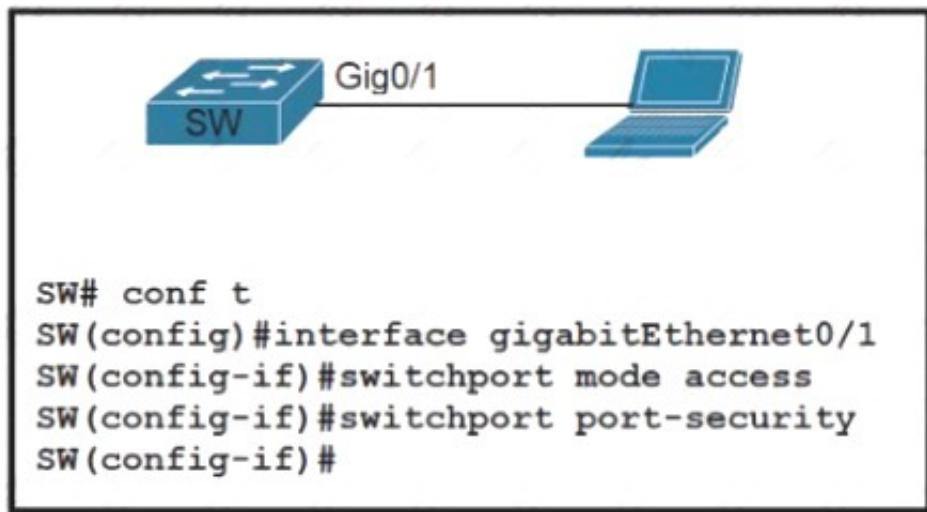 Gig0/1
SW
SW# conf t
SW(config)#interface gigabitEthernet0/1
SW(config-if)#switchport mode access
SW(config-if)#switchport port-security
SW(config-if)#